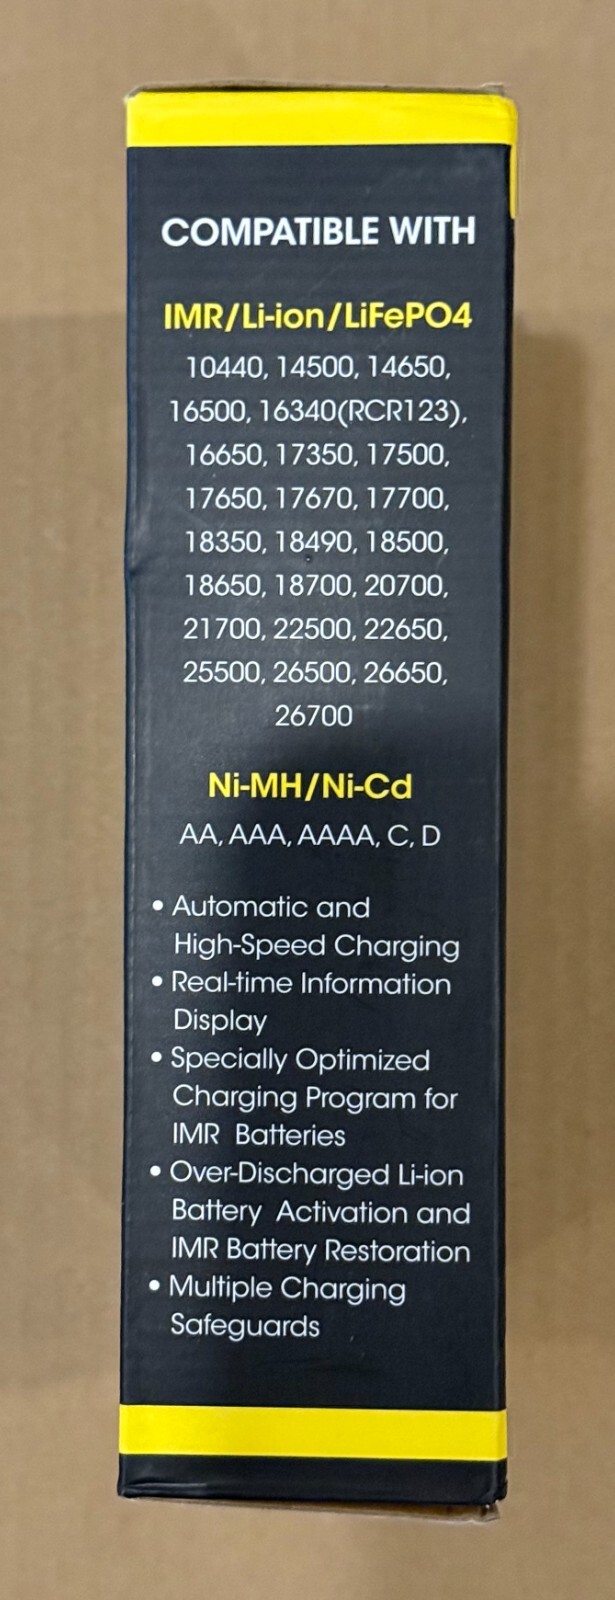 COMPATIBLE WITH
IMR/Li-ion/LiFePO4
10440, 14500, 14650,
16500, 16340(RCR123),
16650, 17350, 17500,
17650, 17670, 17700,
18350, 18490, 18500,
18650, 18700, 20700,
21700, 22500, 22650,
25500, 26500, 26650,
26700
Ni-MH/Ni-Cd
AA, AAA, AAAA, C, D
• Automatic and
High-Speed Charging
• Real-time Information
Display
• Specially Optimized
Charging Program for
IMR Batteries
• Over-Discharged Li-ion
Battery Activation and
IMR Battery Restoration
• Multiple Charging
Safeguards